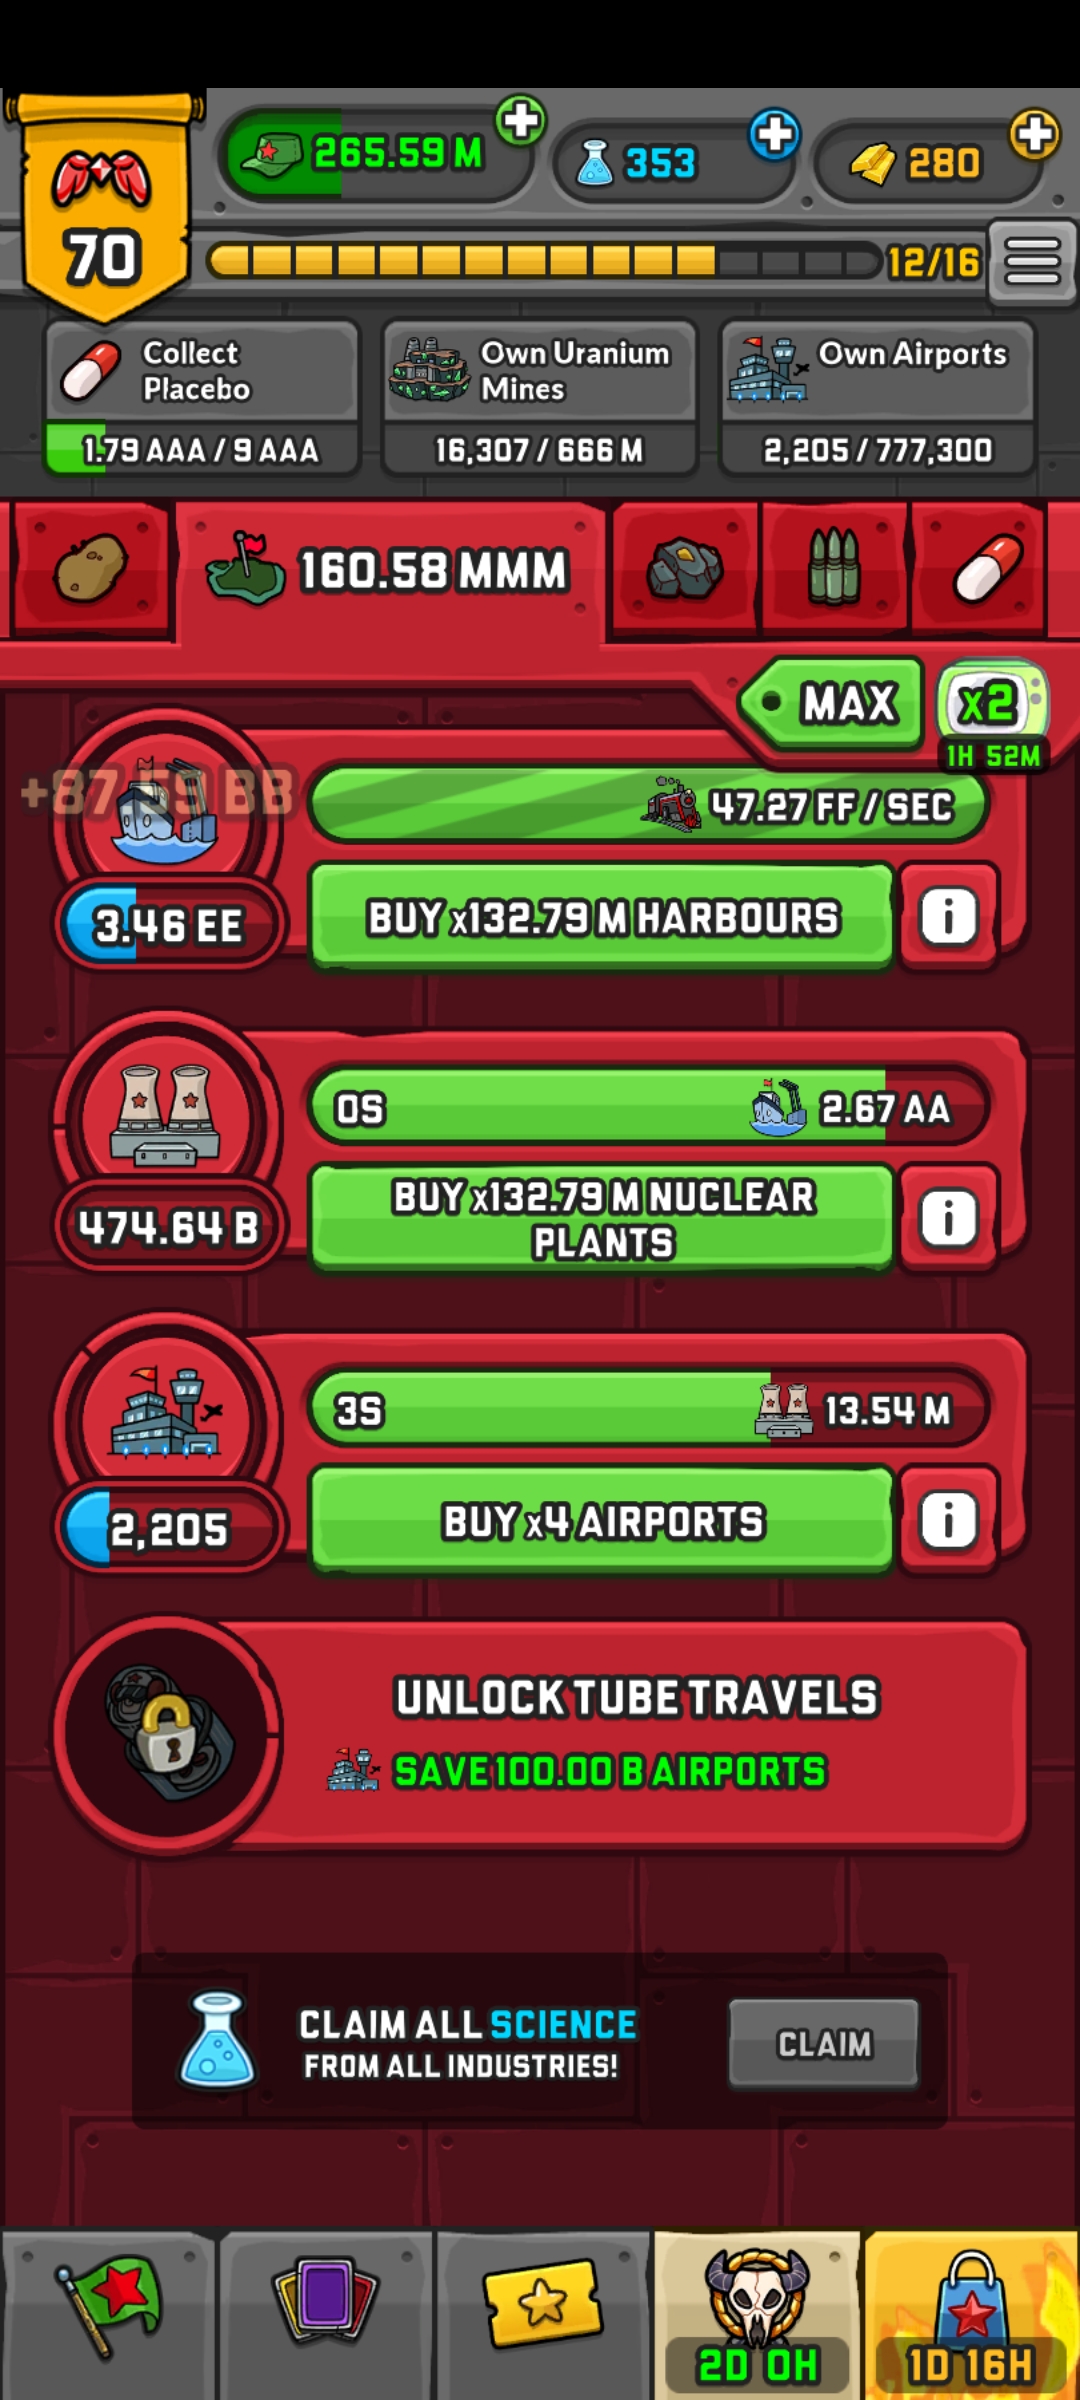 265.59 M
353
280
70
12/16
Collect
Placebo
1.79 AAA / 9 AAA
Own Uranium
Mines
16,307 / 666 M
Own Airports
2,205 / 777,300
160.58 MMM
MAX
x2
1H 52M
+87.59 BB
47.27 FF / SEC
3.46 EE
BUY x132.79 M HARBOURS
i
0S
2.67 AA
474.64 B
BUY x132.79 M NUCLEAR
PLANTS
i
3S
13.54 M
2,205
BUY x4 AIRPORTS
i
UNLOCK TUBE TRAVELS
SAVE 100.00 B AIRPORTS
CLAIM ALL SCIENCE
FROM ALL INDUSTRIES!
CLAIM
2D 0H
1D 16H